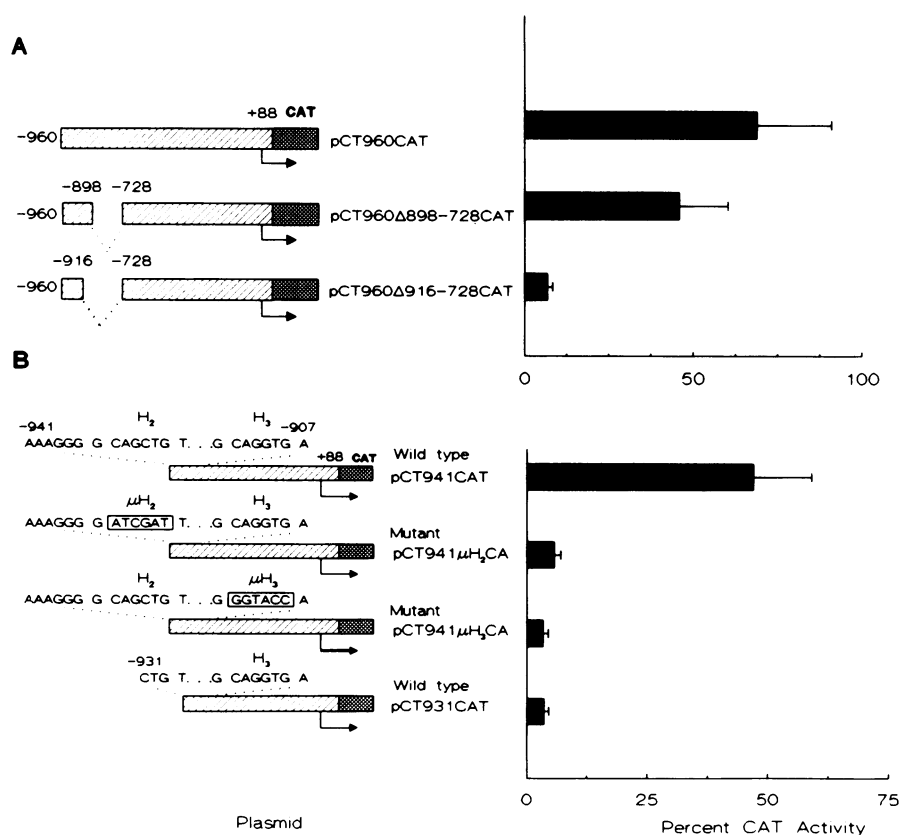 A
+88 CAT
-960 pCT960CAT
-898 -728
-960 pCT960Δ898-728CAT
-916 -728
-960 pCT960Δ916-728CAT
0 50 100
B
-941 H₂ H₃ -907
AAAGGG G CAGCTG T. . .G CAGGTG A
+88 CAT
Wild type
pCT941CAT
μH₂ H₃
AAAGGG G ATCGAT T. . .G CAGGTG A
Mutant
pCT941μH₂CA
H₂ μH₃
AAAGGG G CAGCTG T. . .G GGTACC A
Mutant
pCT941μH₃CA
-931 H₃
CTG T. . .G CAGGTG A
Wild type
pCT931CAT
0 25 50 75
Plasmid
Percent CAT Activity